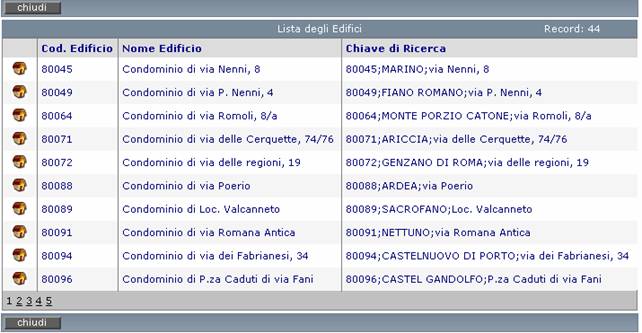 chiudi
Lista degli Edifici Record: 44
Cod. Edificio Nome Edificio Chiave di Ricerca
80045 Condominio di via Nenni, 8 80045;MARINO;via Nenni, 8
80049 Condominio di via P. Nenni, 4 80049;FIANO ROMANO;via P. Nenni, 4
80064 Condominio di via Romoli, 8/a 80064;MONTE PORZIO CATONE;via Romoli, 8/a
80071 Condominio di via delle Cerquette, 74/76 80071;ARICCIA;via delle Cerquette, 74/76
80072 Condominio di via delle regioni, 19 80072;GENZANO DI ROMA;via delle regioni, 19
80088 Condominio di via Poerio 80088;ARDEA;via Poerio
80089 Condominio di Loc. Valcanneto 80089;SACROFANO;Loc. Valcanneto
80091 Condominio di via Romana Antica 80091;NETTUNO;via Romana Antica
80094 Condominio di via dei Fabrianesi, 34 80094;CASTELNUOVO DI PORTO;via dei Fabrianesi, 34
80096 Condominio di P.za Caduti di via Fani 80096;CASTEL GANDOLFO;P.za Caduti di via Fani
1 2 3 4 5
chiudi